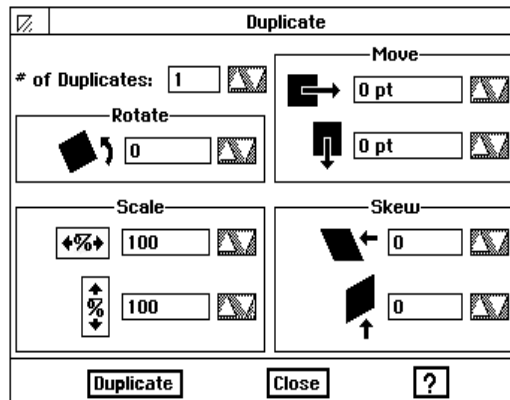 Duplicate
# of Duplicates: 1
Move
0 pt
0 pt
Rotate
0
Scale
%
100
%
100
Skew
0
0
Duplicate Close ?